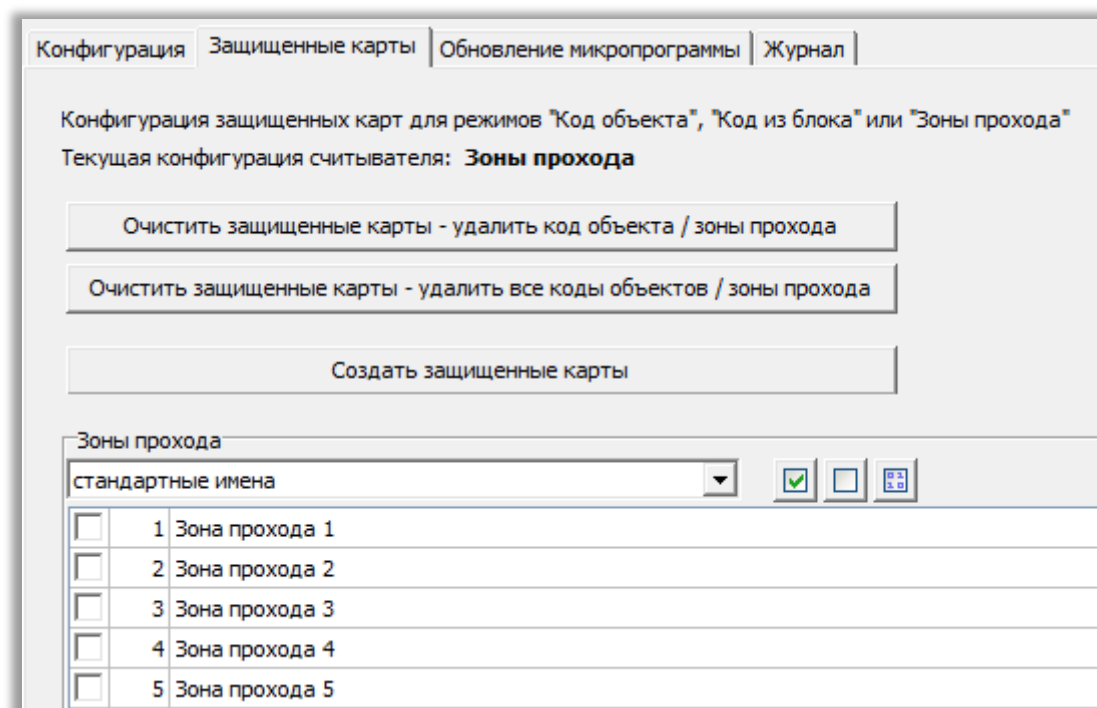 Конфигурация Защищенные карты Обновление микропрограммы Журнал
Конфигурация защищенных карт для режимов "Код объекта", "Код из блока" или "Зоны прохода"
Текущая конфигурация считывателя: Зоны прохода
Очистить защищенные карты - удалить код объекта / зоны прохода
Очистить защищенные карты - удалить все коды объектов / зоны прохода
Создать защищенные карты
Зоны прохода
стандартные имена
1 Зона прохода 1
2 Зона прохода 2
3 Зона прохода 3
4 Зона прохода 4
5 Зона прохода 5